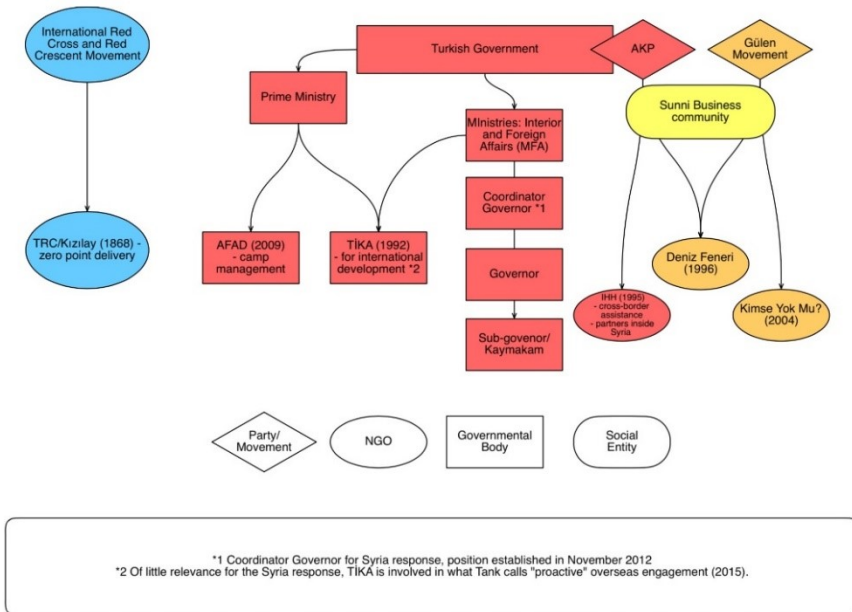 International Red
Cross and Red
Crescent Movement
Turkish Government
AKP
Gülen
Movement
Prime Ministry
MInistries: Interior
and Foreign
Affairs (MFA)
Sunni Business
community
Coordinator
Governor *1
TRC/Kızılay (1868) -
zero point delivery
AFAD (2009)
- camp
management
TİKA (1992)
- for international
development *2
Governor
Deniz Feneri
(1996)
IHH (1995)
- cross-border
assistance
- partners inside
Syria
Kimse Yok Mu?
(2004)
Sub-govenor/
Kaymakam
Party/
Movement
NGO
Governmental
Body
Social
Entity
*1 Coordinator Governor for Syria response, position established in November 2012
*2 Of little relevance for the Syria response, TİKA is involved in what Tank calls "proactive" overseas engagement (2015).